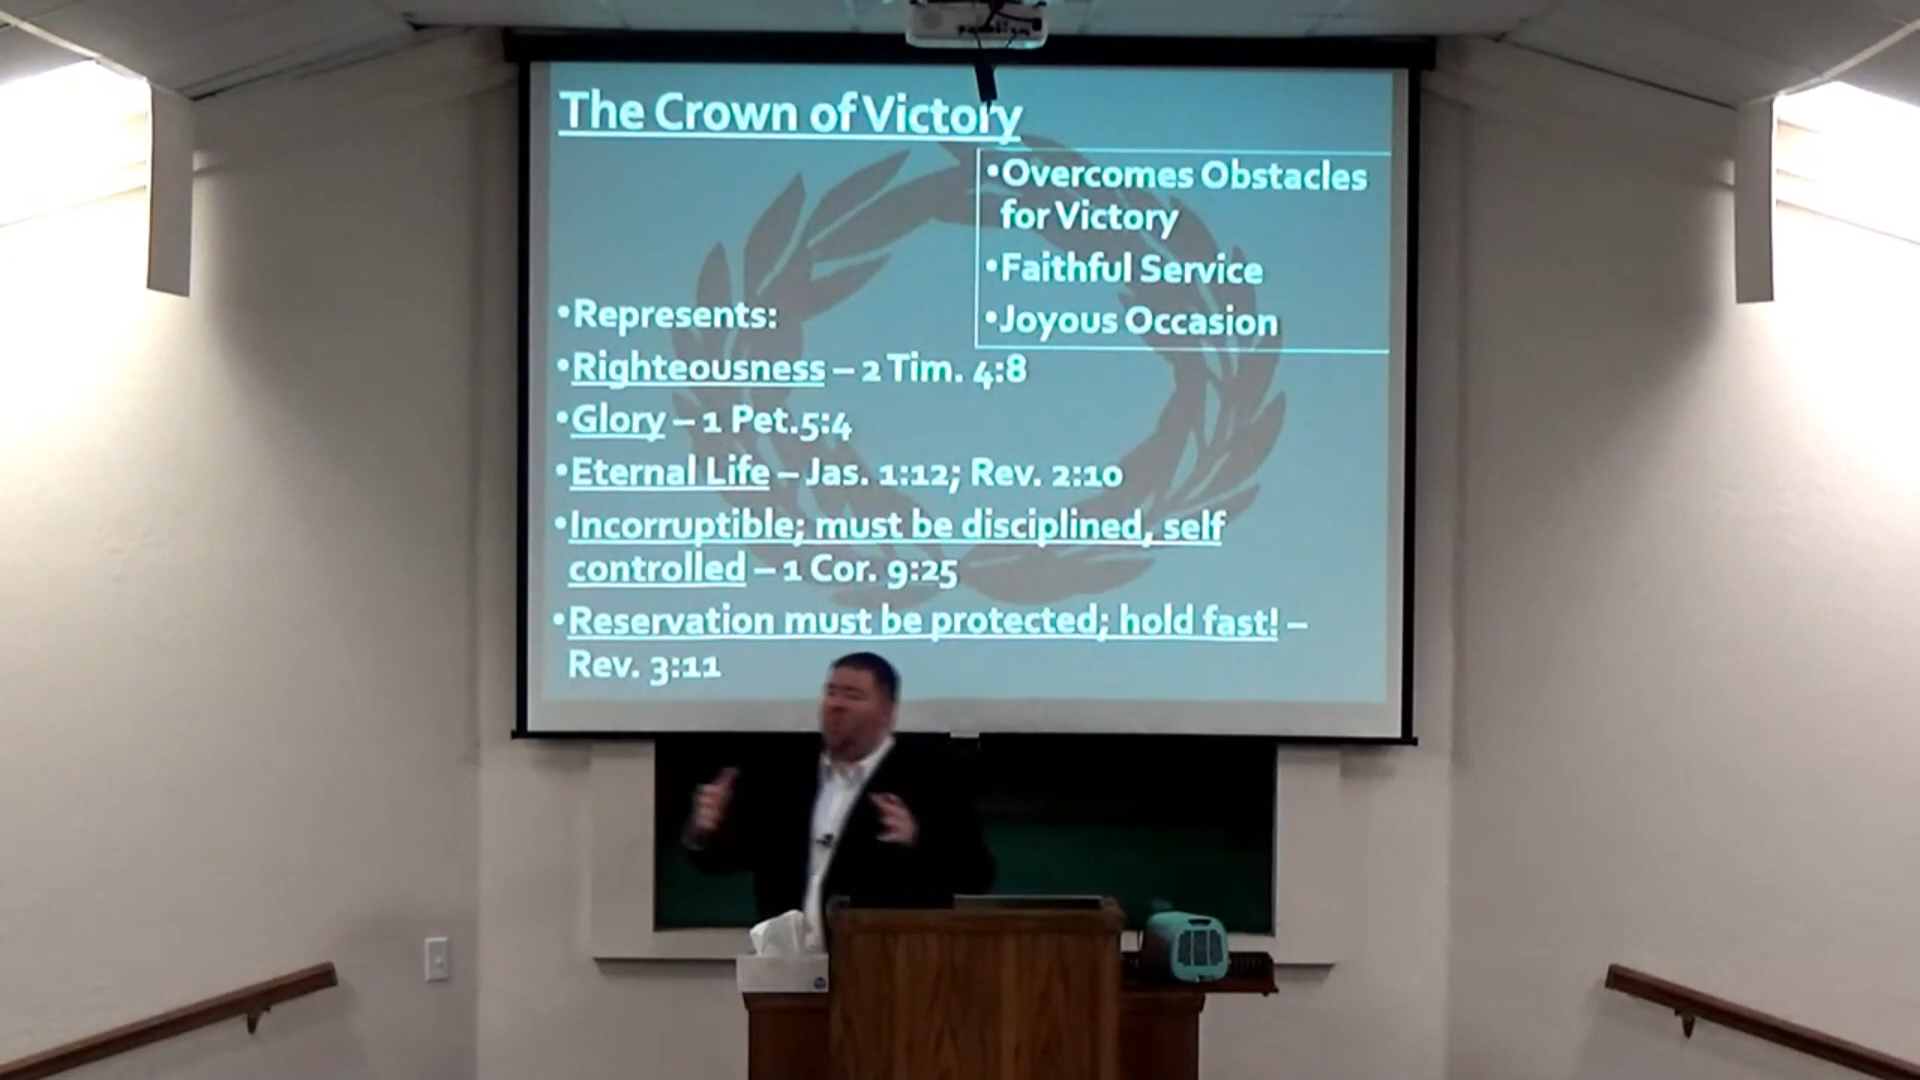 The Crown of Victory
•Overcomes Obstacles
for Victory
•Faithful Service
•Joyous Occasion
•Represents:
•Righteousness – 2 Tim. 4:8
•Glory – 1 Pet.5:4
•Eternal Life – Jas. 1:12; Rev. 2:10
•Incorruptible; must be disciplined, self
controlled – 1 Cor. 9:25
•Reservation must be protected; hold fast! –
Rev. 3:11